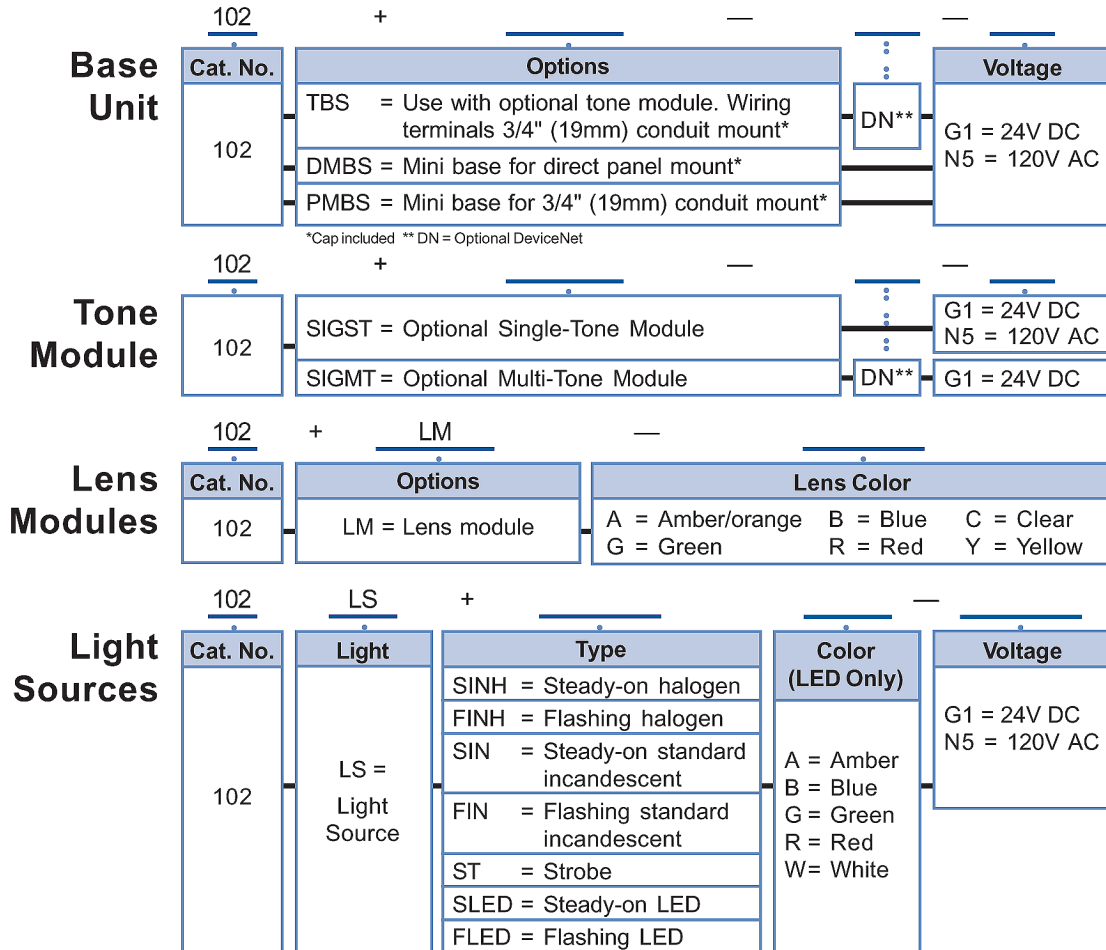 102 + — —
Base
Unit
Cat. No. Options Voltage
102
TBS = Use with optional tone module. Wiring
terminals 3/4" (19mm) conduit mount*
DMBS = Mini base for direct panel mount*
PMBS = Mini base for 3/4" (19mm) conduit mount*
DN**
G1 = 24V DC
N5 = 120V AC
*Cap included ** DN = Optional DeviceNet
102 + — —
Tone
Module
102
SIGST = Optional Single-Tone Module
G1 = 24V DC
N5 = 120V AC
SIGMT = Optional Multi-Tone Module
DN**
G1 = 24V DC
102 + LM —
Lens
Modules
Cat. No. Options Lens Color
102
LM = Lens module
A = Amber/orange B = Blue C = Clear
G = Green R = Red Y = Yellow
102 LS + —
Light
Sources
Cat. No. Light Type Color
(LED Only)
Voltage
102
LS =
Light
Source
SINH = Steady-on halogen
FINH = Flashing halogen
SIN = Steady-on standard
incandescent
FIN = Flashing standard
incandescent
ST = Strobe
SLED = Steady-on LED
FLED = Flashing LED
A = Amber
B = Blue
G = Green
R = Red
W= White
G1 = 24V DC
N5 = 120V AC